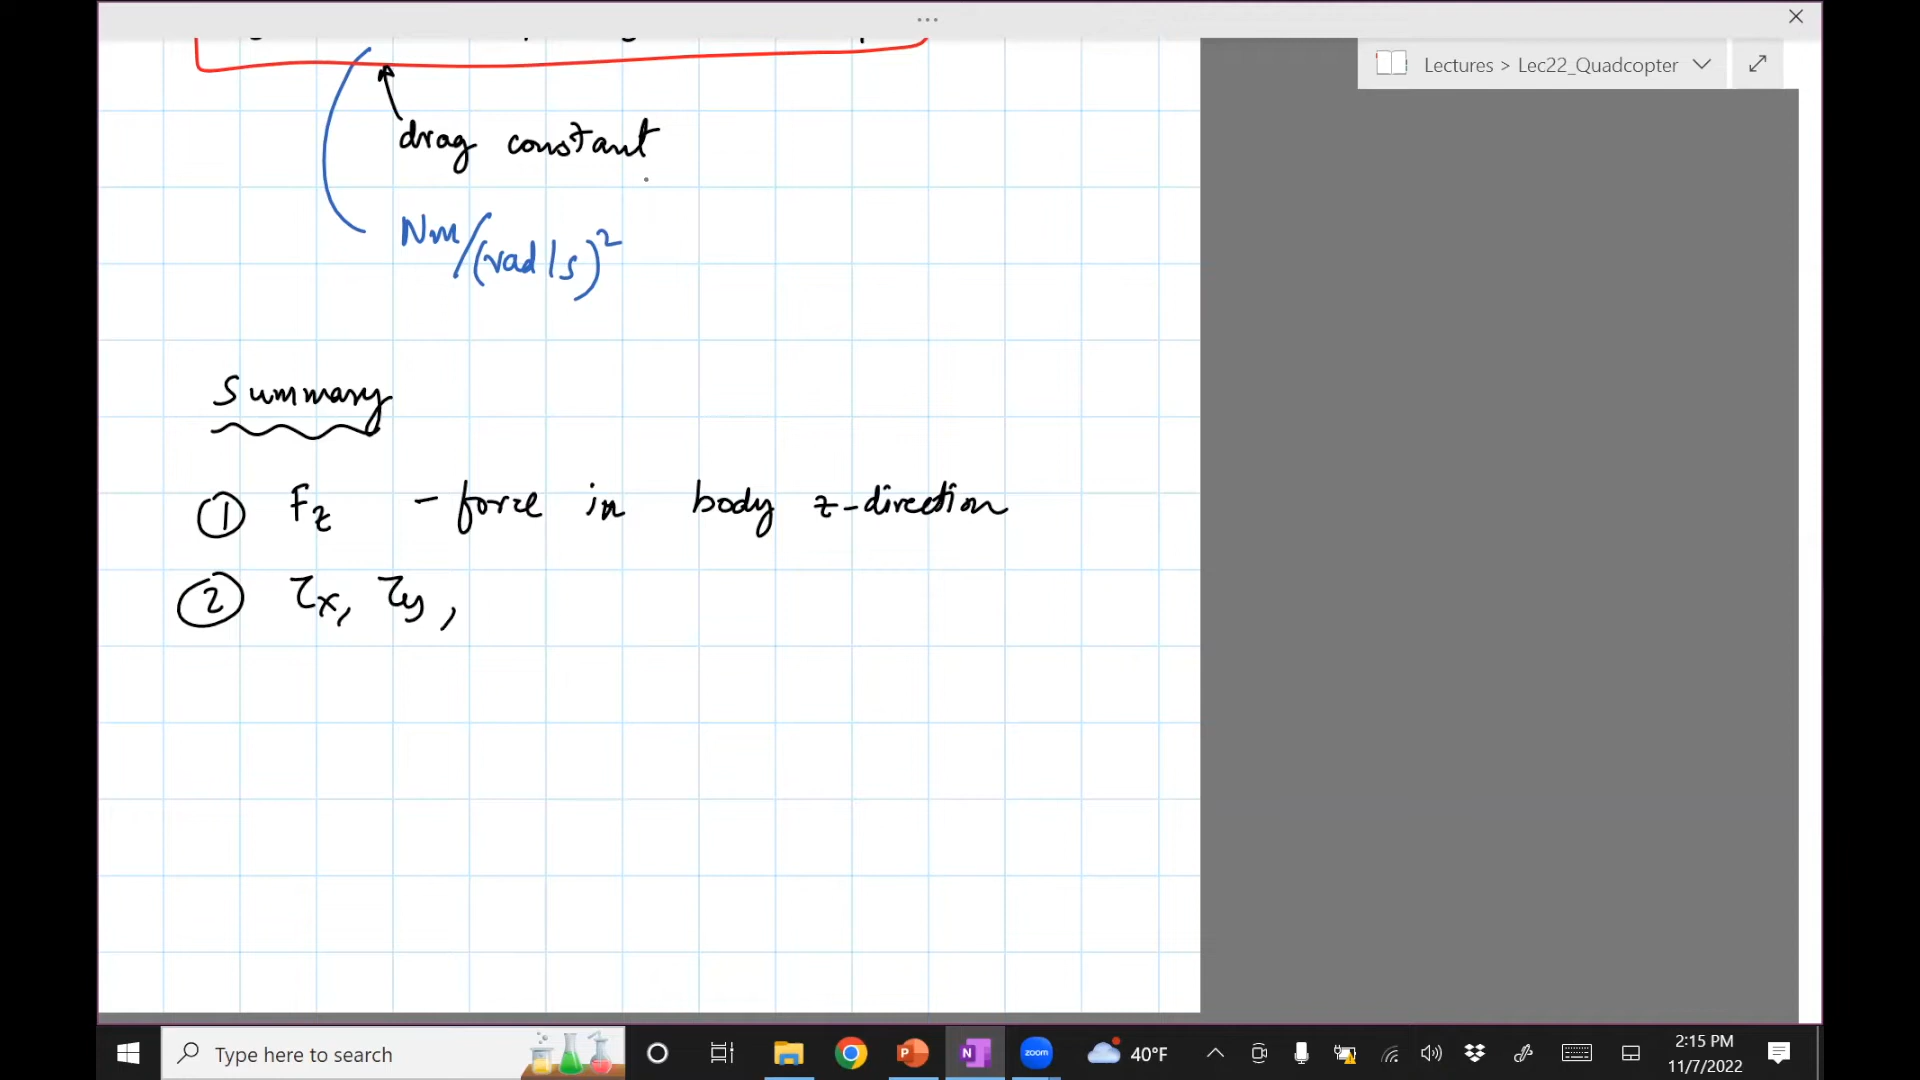 Lectures > Lec22_Quadcopter
drag constant
Nm/(rad/s)²
Summary
① Fz - force in body z-direction
② τx, τy,
Type here to search
zoom
40°F
2:15 PM
11/7/2022